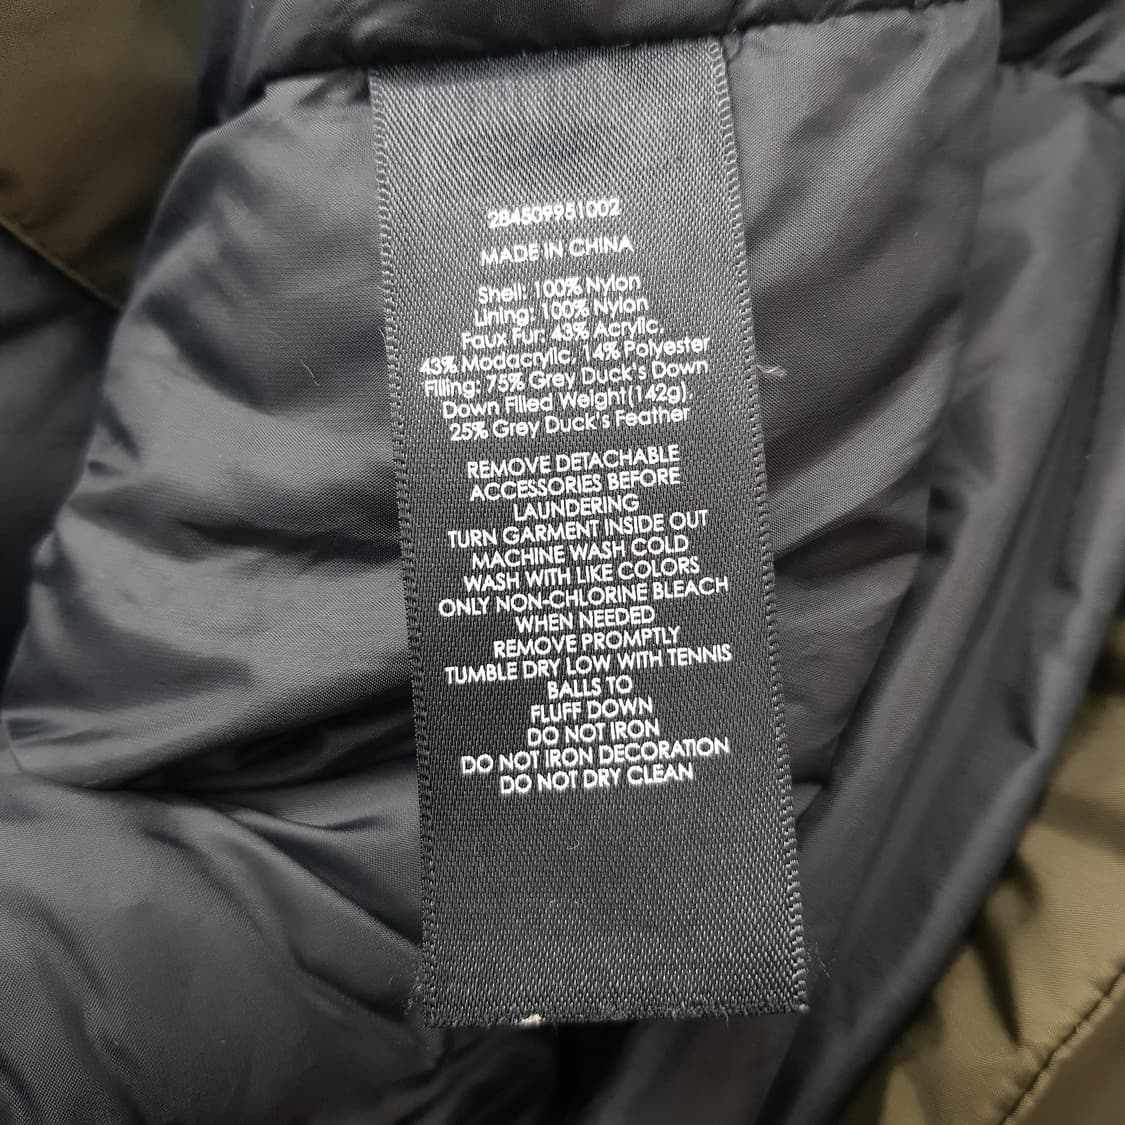 284509951002
MADE IN CHINA
Shell: 100% Nylon
Lining: 100% Nylon
Faux Fur: 43% Acrylic,
43% Modacrylic, 14% Polyester
Filling: 75% Grey Duck's Down
Down Filled Weight(142g),
25% Grey Duck's Feather
REMOVE DETACHABLE
ACCESSORIES BEFORE
LAUNDERING
TURN GARMENT INSIDE OUT
MACHINE WASH COLD
WASH WITH LIKE COLORS
ONLY NON-CHLORINE BLEACH
WHEN NEEDED
REMOVE PROMPTLY
TUMBLE DRY LOW WITH TENNIS
BALLS TO
FLUFF DOWN
DO NOT IRON
DO NOT IRON DECORATION
DO NOT DRY CLEAN